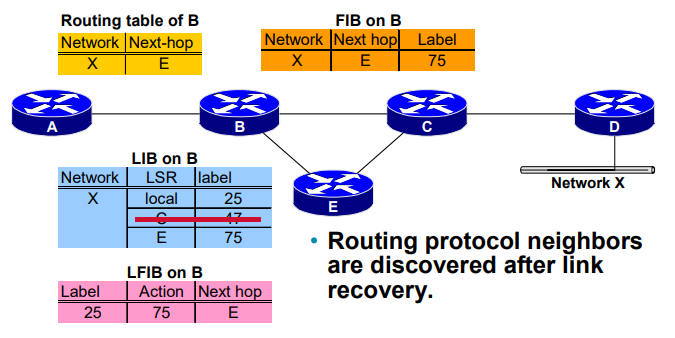 Routing table of B
Network Next-hop
X E
FIB on B
Network Next hop Label
X E 75
A B C D
Network X
LIB on B
Network LSR label
X local 25
C 47
E 75
E
LFIB on B
Label Action Next hop
25 75 E
• Routing protocol neighbors
are discovered after link
recovery.